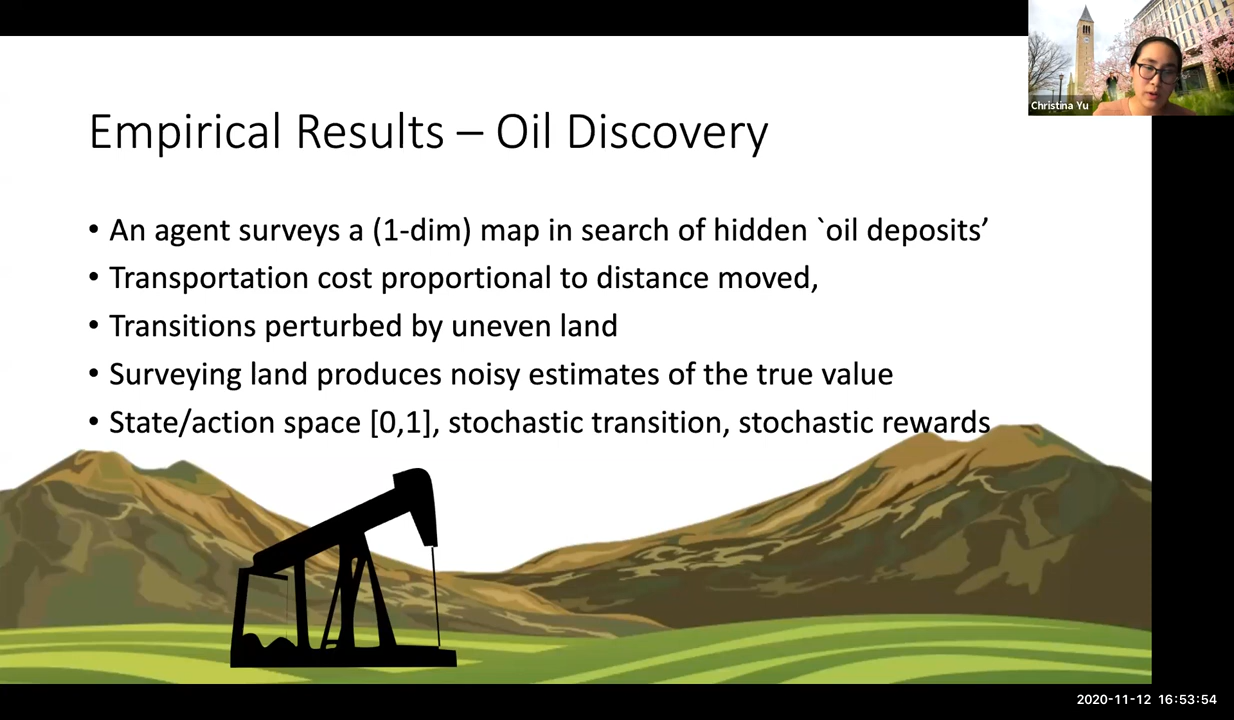 Christina Yu
Empirical Results – Oil Discovery
• An agent surveys a (1-dim) map in search of hidden `oil deposits’
• Transportation cost proportional to distance moved,
• Transitions perturbed by uneven land
• Surveying land produces noisy estimates of the true value
• State/action space [0,1], stochastic transition, stochastic rewards
2020-11-12 16:53:54